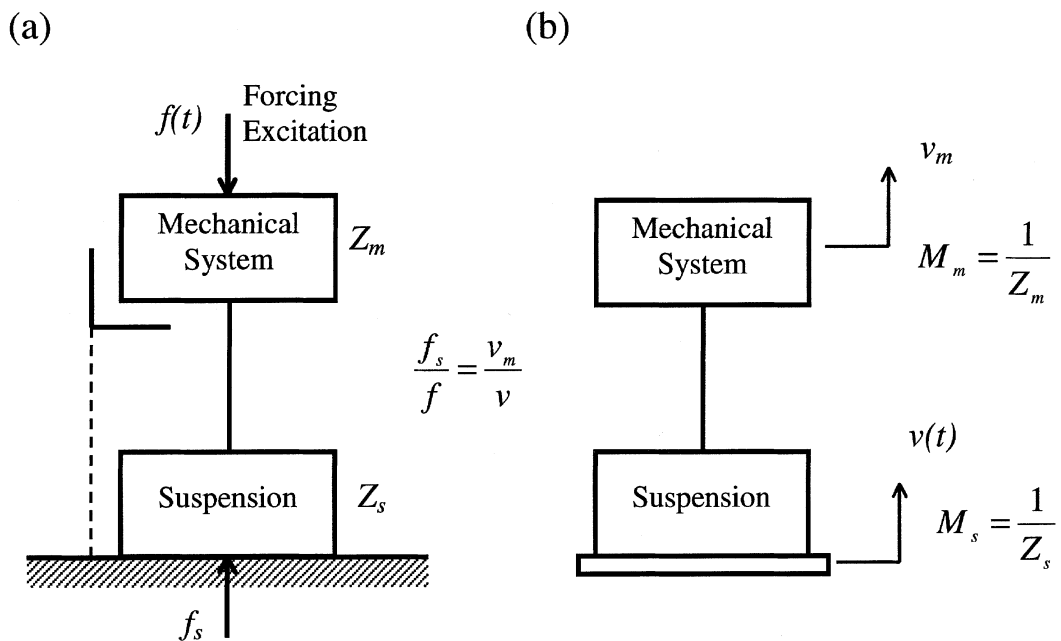 (a)
f(t)
Forcing
Excitation
Mechanical
System
Z_m
f_s/f = v_m/v
Suspension
Z_s
f_s
(b)
v_m
Mechanical
System
M_m = 1/Z_m
v(t)
Suspension
M_s = 1/Z_s